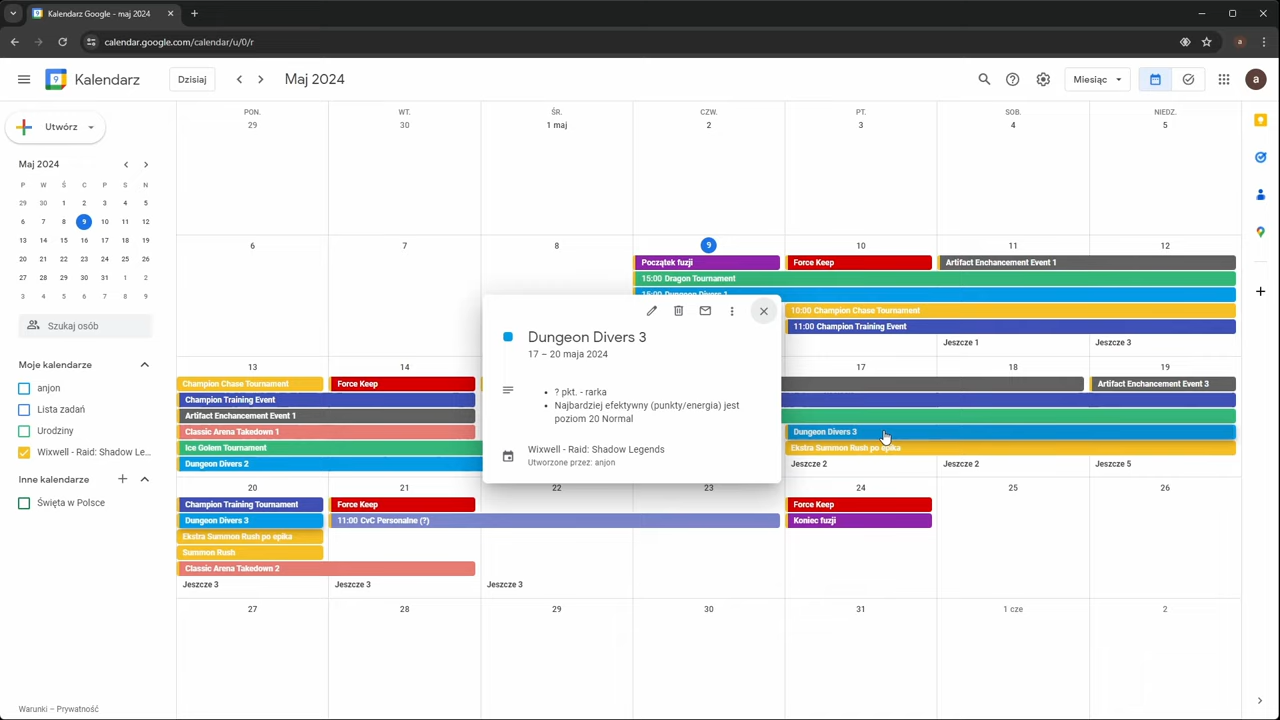 Kalendarz Google - maj 2024
calendar.google.com/calendar/u/0/r
9
Kalendarz
Dzisiaj
Maj 2024
Miesiąc
a
Utwórz
Maj 2024
P W Ś C P S N
29 30 1 2 3 4 5
6 7 8 9 10 11 12
13 14 15 16 17 18 19
20 21 22 23 24 25 26
27 28 29 30 31 1 2
3 4 5 6 7 8 9
Szukaj osób
Moje kalendarze
anjon
Lista zadań
Urodziny
Wixwell - Raid: Shadow Le...
Inne kalendarze
Święta w Polsce
Warunki – Prywatność
PON. WT. ŚR. CZW. PT. SOB. NIEDZ.
29 30 1 maj 2 3 4 5
6 7 8 9 10 11 12
Początek fuzji
Force Keep
Artifact Enchancement Event 1
15:00 Dragon Tournament
15:00 Dungeon Divers 1
10:00 Champion Chase Tournament
11:00 Champion Training Event
Jeszcze 1
Jeszcze 3
Dungeon Divers 3
17 – 20 maja 2024
• ? pkt. - rarka
• Najbardziej efektywny (punkty/energia) jest
poziom 20 Normal
Wixwell - Raid: Shadow Legends
Utworzone przez: anjon
13 14 17 18 19
Champion Chase Tournament
Force Keep
Artifact Enchancement Event 3
Champion Training Event
Artifact Enchancement Event 1
Classic Arena Takedown 1
Dungeon Divers 3
Ice Golem Tournament
Ekstra Summon Rush po epika
Dungeon Divers 2
Jeszcze 2
Jeszcze 2
Jeszcze 5
20 21 22 23 24 25 26
Champion Training Tournament
Force Keep
Force Keep
Dungeon Divers 3
11:00 CvC Personalne (?)
Koniec fuzji
Ekstra Summon Rush po epika
Summon Rush
Classic Arena Takedown 2
Jeszcze 3
Jeszcze 3
Jeszcze 3
27 28 29 30 31 1 cze 2